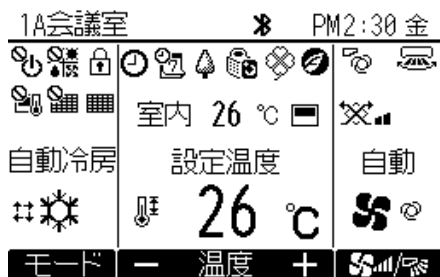 1A会議室 PM2:30 金
室内 26 ℃
自動冷房 設定温度 自動
26 ℃
モード － 温度 ＋ /